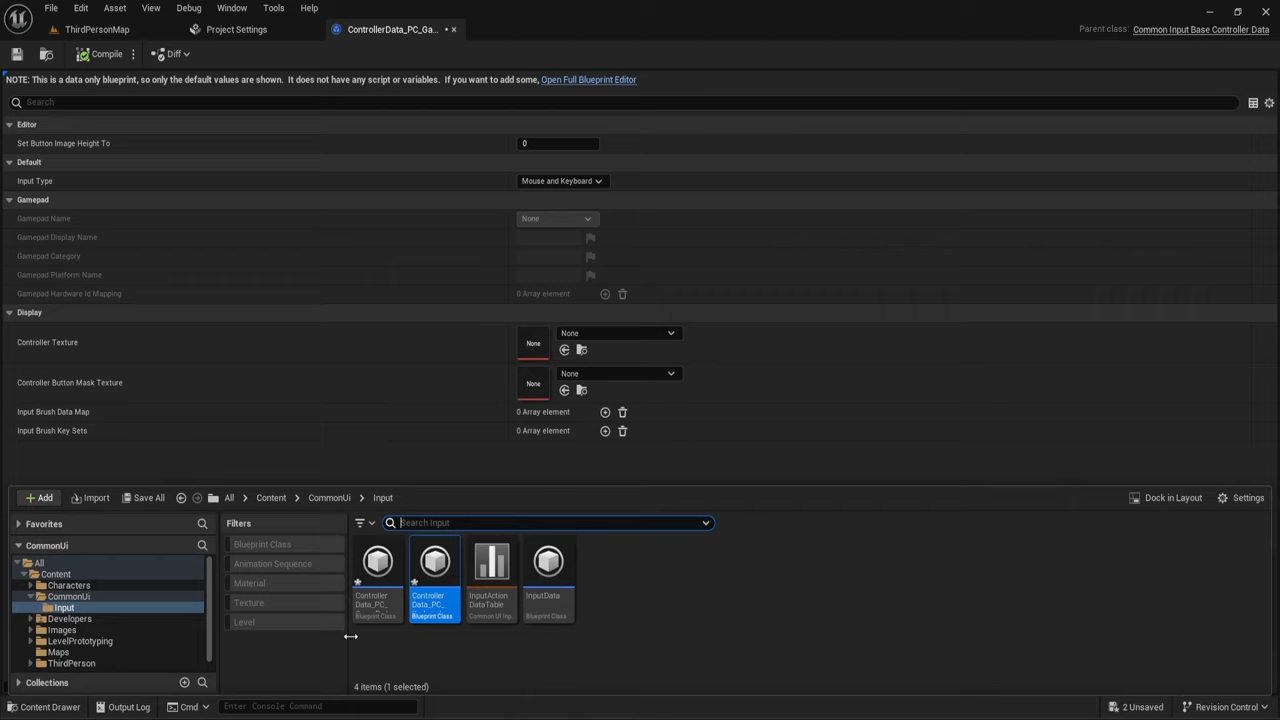 File Edit Asset View Debug Window Tools Help
ThirdPersonMap Project Settings ControllerData_PC_Ga... Parent class: Common Input Base Controller Data
Compile Diff
NOTE: This is a data only blueprint, so only the default values are shown. It does not have any script or variables. If you want to add some, Open Full Blueprint Editor
Search
Editor
Set Button Image Height To 0
Default
Input Type Mouse and Keyboard
Gamepad
Gamepad Name None
Gamepad Display Name
Gamepad Category
Gamepad Platform Name
Gamepad Hardware Id Mapping 0 Array element
Display
None
Controller Texture None
None
Controller Button Mask Texture None
Input Brush Data Map 0 Array element
Input Brush Key Sets 0 Array element
Add Import Save All All Content CommonUi Input Dock in Layout Settings
Favorites Filters Search Input
CommonUi Blueprint Class
All Animation Sequence
Content Material
Characters Texture
CommonUi Level
Input
Developers
Images
LevelPrototyping
Maps
ThirdPerson
Controller
Data_PC_
Blueprint Class
Controller
Data_PC_
Blueprint Class
InputAction
DataTable
Common UI Inp...
InputData
Blueprint Class
Collections 4 items (1 selected)
Content Drawer Output Log Cmd Enter Console Command 2 Unsaved Revision Control